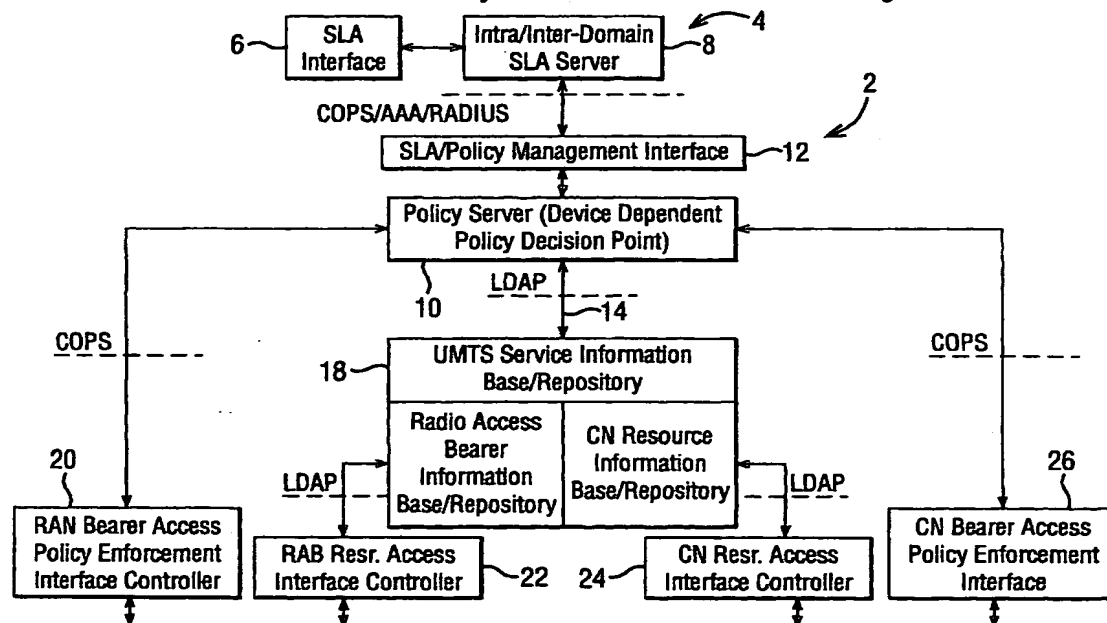 4
6
SLA
Interface
Intra/Inter-Domain
SLA Server
8
COPS/AAA/RADIUS
2
SLA/Policy Management Interface
12
Policy Server (Device Dependent
Policy Decision Point)
10
LDAP
14
COPS
COPS
18
UMTS Service Information
Base/Repository
Radio Access
Bearer
Information
Base/Repository
CN Resource
Information
Base/Repository
LDAP
LDAP
20
RAN Bearer Access
Policy Enforcement
Interface Controller
RAB Resr. Access
Interface Controller
22
24
CN Resr. Access
Interface Controller
26
CN Bearer Access
Policy Enforcement
Interface